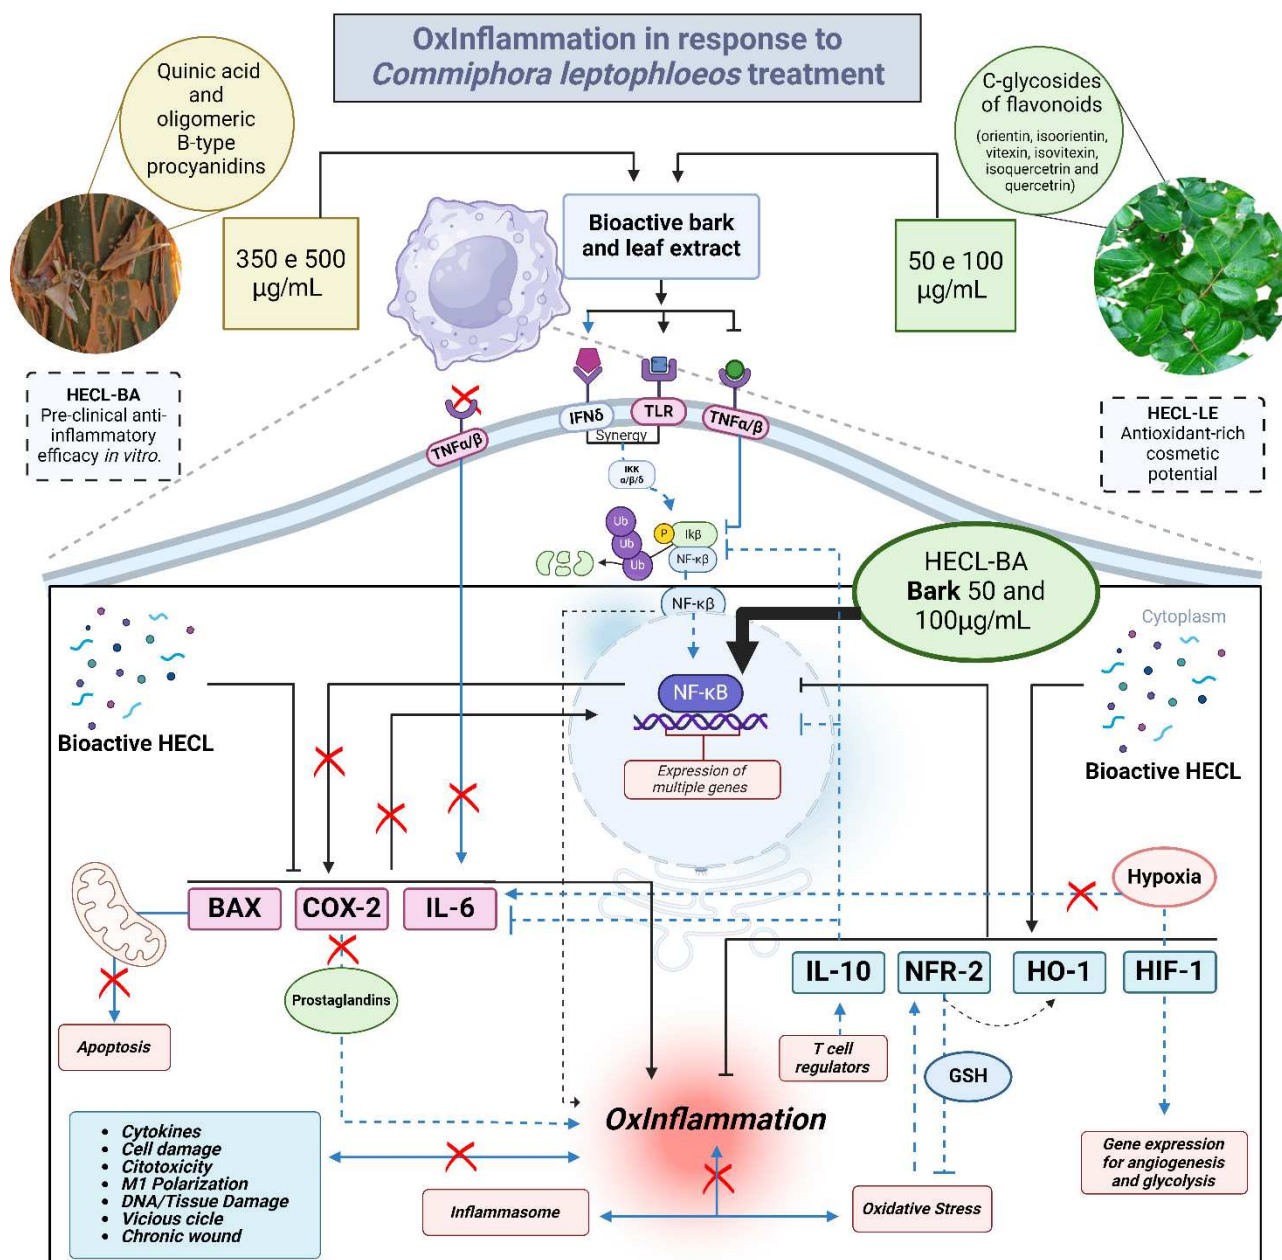 OxInflammation in response to
Commiphora leptophloeos treatment
Quinic acid
and
oligomeric
B-type
procyanidins
C-glycosides
of flavonoids
(orientin, isoorientin,
vitexin, isovitexin,
isoquercetrin and
quercetrin)
350 e 500
µg/mL
Bioactive bark
and leaf extract
50 e 100
µg/mL
HECL-BA
Pre-clinical anti-
inflammatory
efficacy in vitro.
HECL-LE
Antioxidant-rich
cosmetic
potential
TNFα/β
IFNδ
TLR
TNFα/β
Synergy
IKK
α/β/δ
Ub
Ub
Ub
P
Ikβ
NF-κβ
NF-κβ
HECL-BA
Bark 50 and
100µg/mL
Cytoplasm
NF-κB
Expression of
multiple genes
Bioactive HECL
Bioactive HECL
Hypoxia
BAX
COX-2
IL-6
IL-10
NFR-2
HO-1
HIF-1
Prostaglandins
Apoptosis
T cell
regulators
GSH
OxInflammation
• Cytokines
• Cell damage
• Citotoxicity
• M1 Polarization
• DNA/Tissue Damage
• Vicious cicle
• Chronic wound
Inflammasome
Oxidative Stress
Gene expression
for angiogenesis
and glycolysis